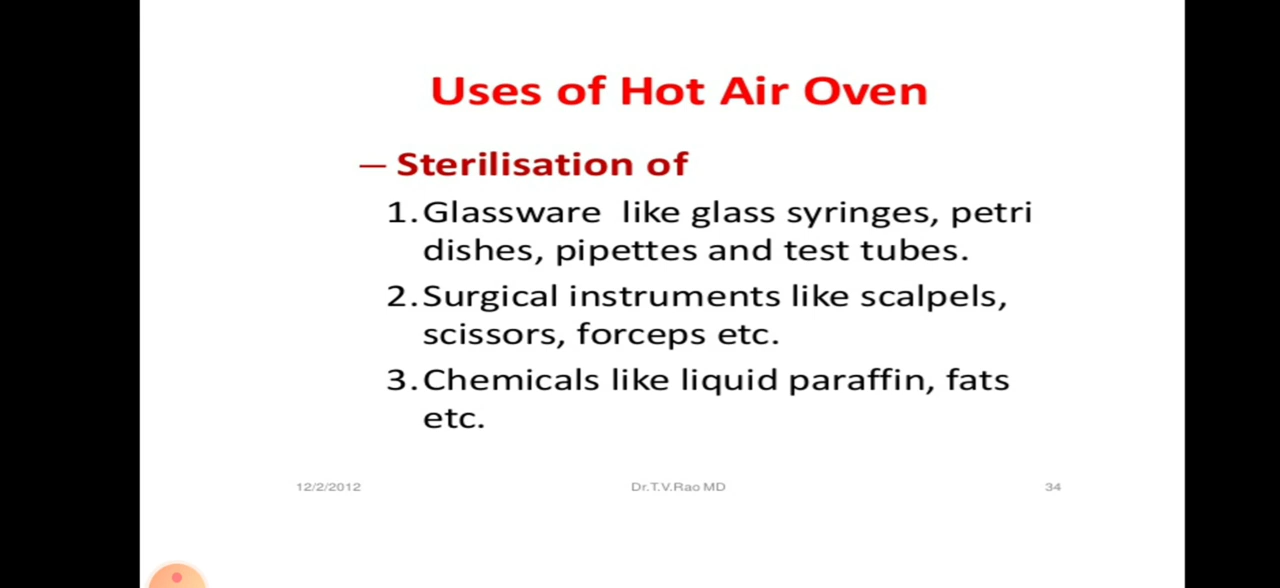 Uses of Hot Air Oven
– Sterilisation of
1. Glassware like glass syringes, petri
dishes, pipettes and test tubes.
2. Surgical instruments like scalpels,
scissors, forceps etc.
3. Chemicals like liquid paraffin, fats
etc.
12/2/2012 Dr.T.V.Rao MD 34